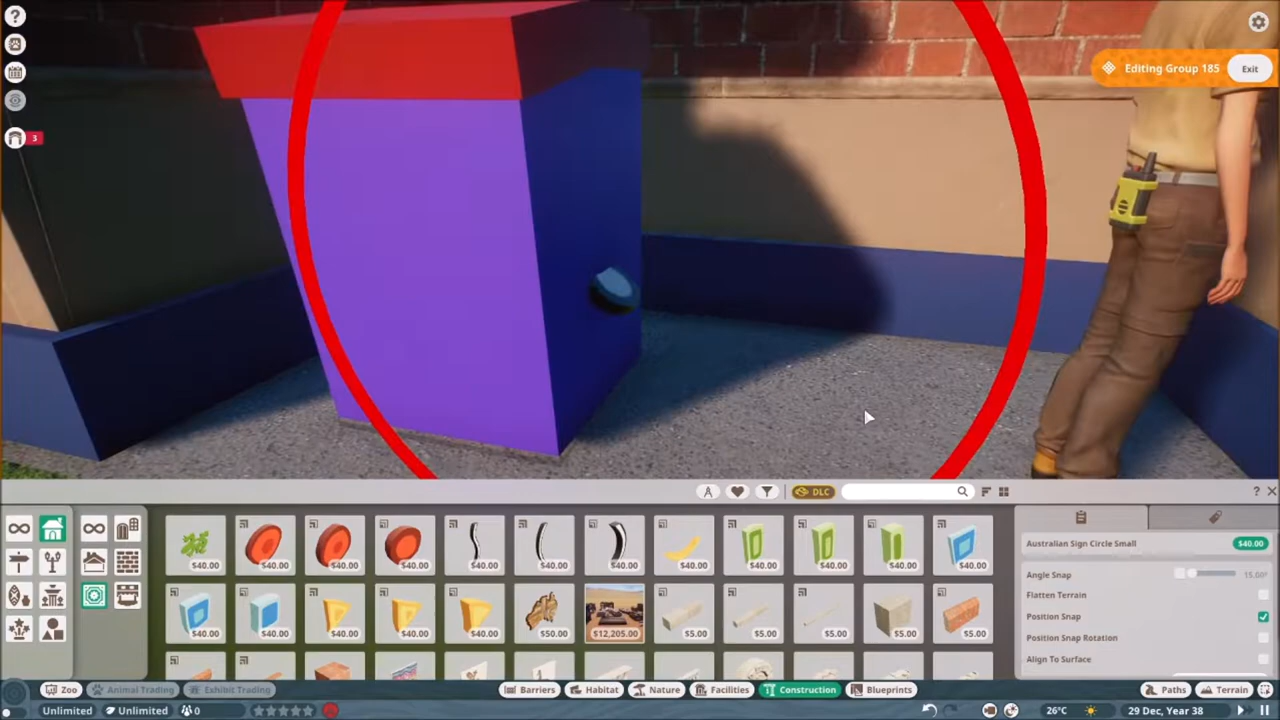 ?
Editing Group 185
Exit
3
DLC
?
$40.00 $40.00 $40.00 $40.00 $40.00 $40.00 $40.00 $40.00 $40.00 $40.00 $40.00 $40.00
$40.00 $40.00 $40.00 $40.00 $40.00 $50.00 $12,205.00 $5.00 $5.00 $5.00 $5.00 $5.00
Australian Sign Circle Small $40.00
Angle Snap 15.00°
Flatten Terrain
Position Snap
Position Snap Rotation
Align To Surface
Zoo Animal Trading Exhibit Trading Barriers Habitat Nature Facilities Construction Blueprints Paths Terrain
Unlimited Unlimited 0 26°C 29 Dec, Year 38